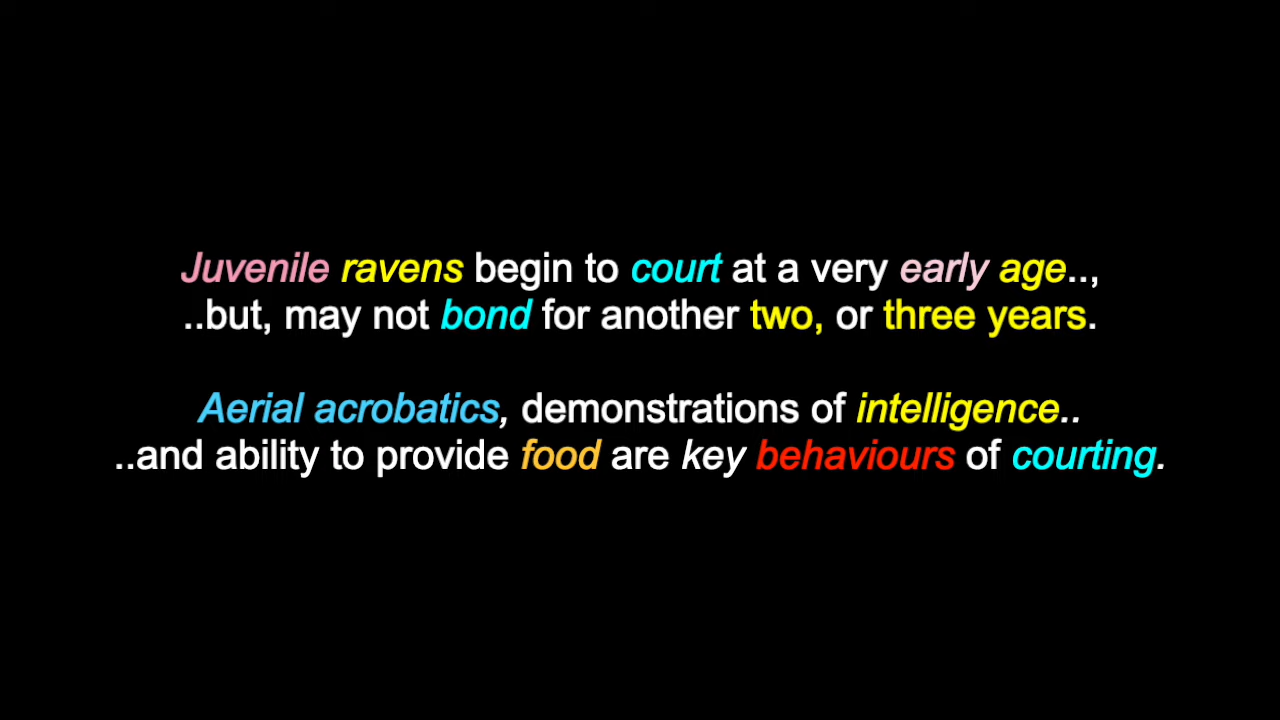 Juvenile ravens begin to court at a very early age..,
..but, may not bond for another two, or three years.
Aerial acrobatics, demonstrations of intelligence..
..and ability to provide food are key behaviours of courting.